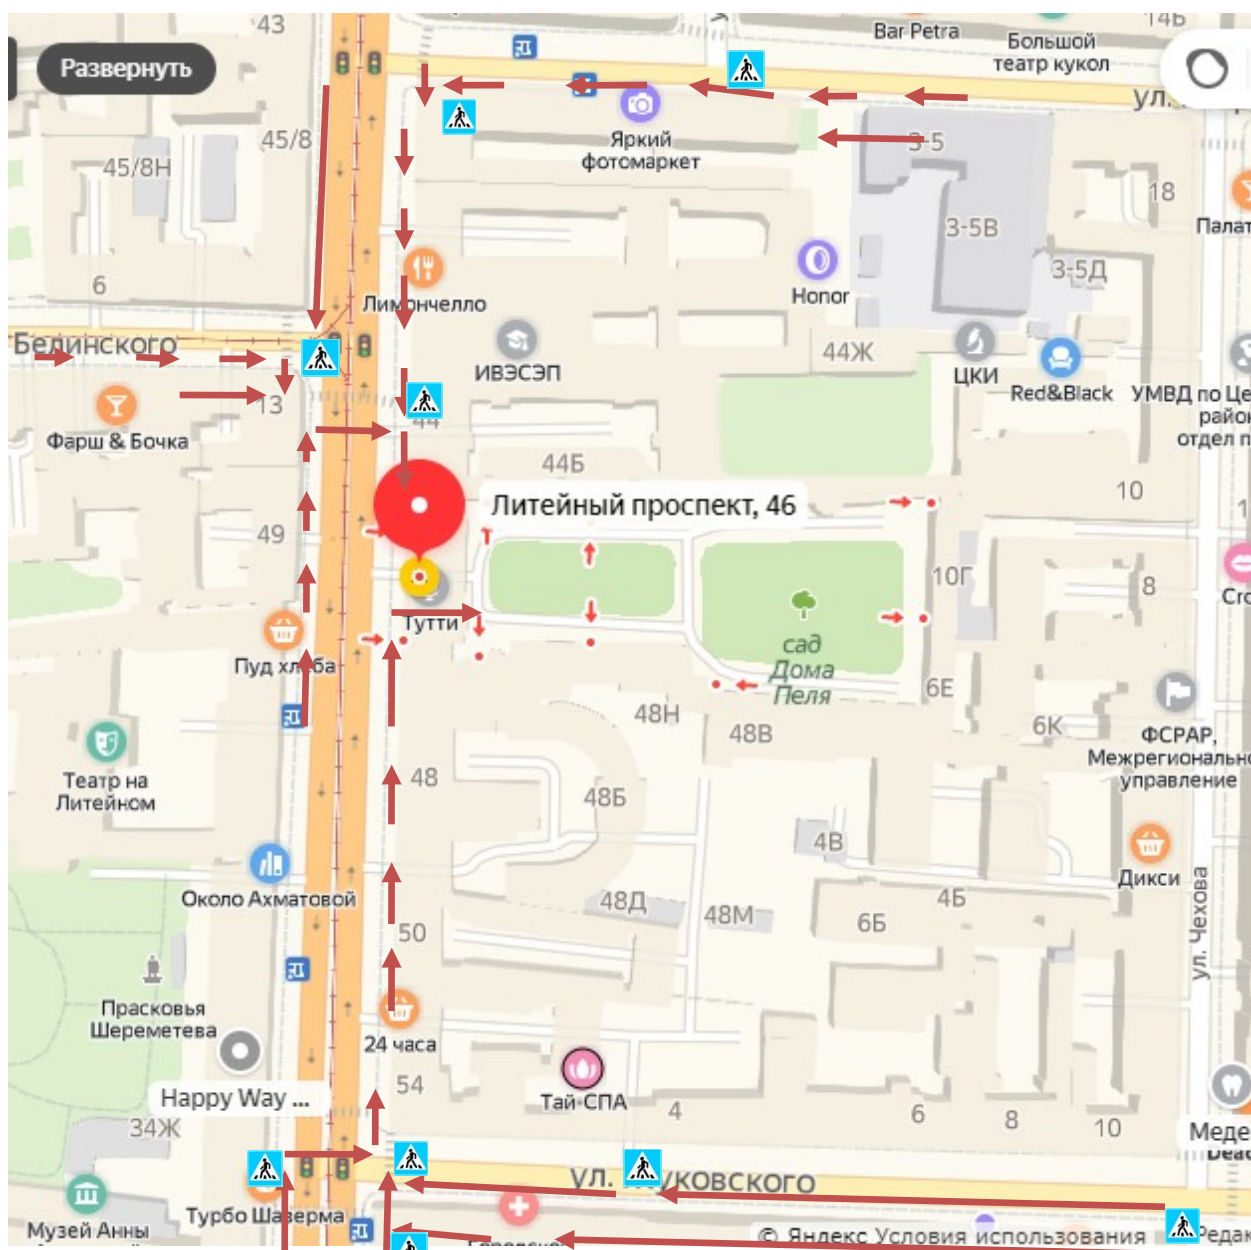 43
Развернуть
Bar Petra
14Б
Большой
театр кукол
ул.
45/8
45/8Н
Яркий
фотомаркет
3-5
18
3-5В
3-5Д
Honor
6
Лимончелло
Белинского
ИВЭСЭП
44Ж
ЦКИ
Red&Black
УМВД по Це
райо
отдел п
13
Фарш & Бочка
44
44Б
10
Литейный проспект, 46
49
10Г
8
Cro
Тутти
Пуд хлеба
сад
Дома
Пеля
6Е
48Н
48В
6К
ФСРАР,
Межрегионально
управление
Театр на
Литейном
48
48Б
4В
Дикси
Около Ахматовой
48Д
48М
6Б
4Б
ул. Чехова
50
Прасковья
Шереметева
24 часа
Happy Way ...
54
Тай-СПА
4
6
8
10
34Ж
Меде
ул. Жуковского
Турбо Шаверма
Музей Анны
© Яндекс Условия использования